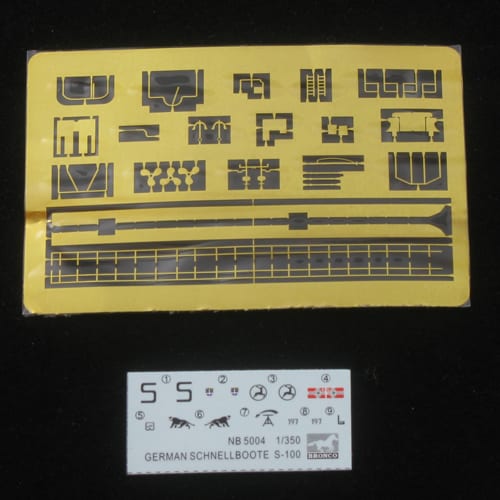 ① ② ③ ④
S S
⑤ ⑥ ⑦ ⑧ ⑨
197 197 L
NB 5004 1/350
GERMAN SCHNELLBOOTE S-100 BRONCO